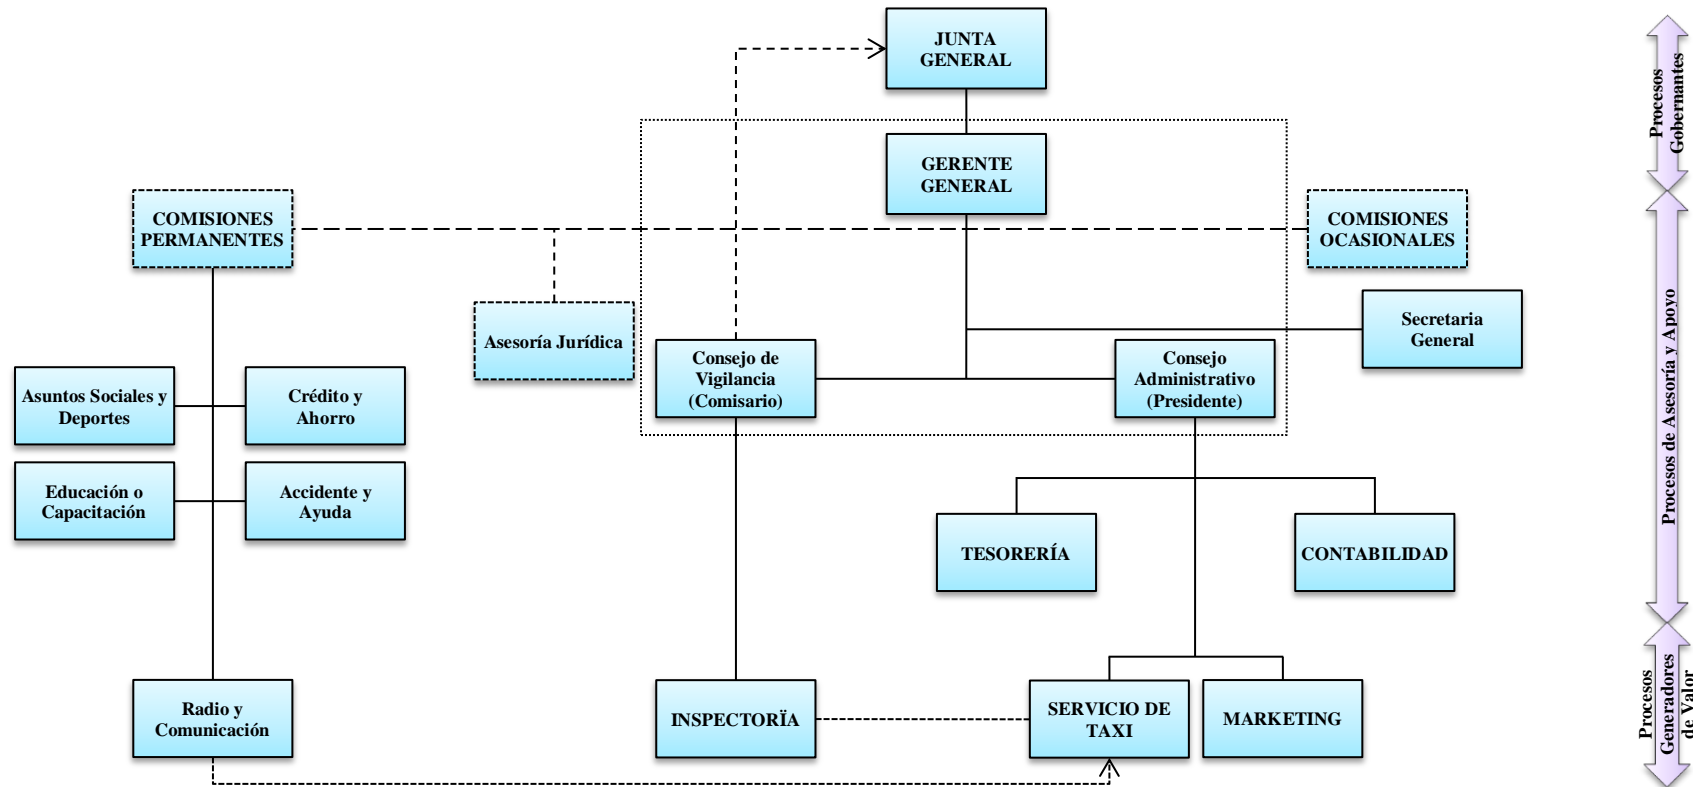 JUNTA
GENERAL
GERENTE
GENERAL
COMISIONES
PERMANENTES
COMISIONES
OCASIONALES
Asesoría Jurídica
Secretaria
General
Consejo de
Vigilancia
(Comisario)
Consejo
Administrativo
(Presidente)
Asuntos Sociales y
Deportes
Crédito y
Ahorro
Educación o
Capacitación
Accidente y
Ayuda
TESORERÍA
CONTABILIDAD
Radio y
Comunicación
INSPECTORÏA
SERVICIO DE
TAXI
MARKETING
Procesos
Gobernantes
Procesos de Asesoría y Apoyo
Procesos
Generadores
de Valor